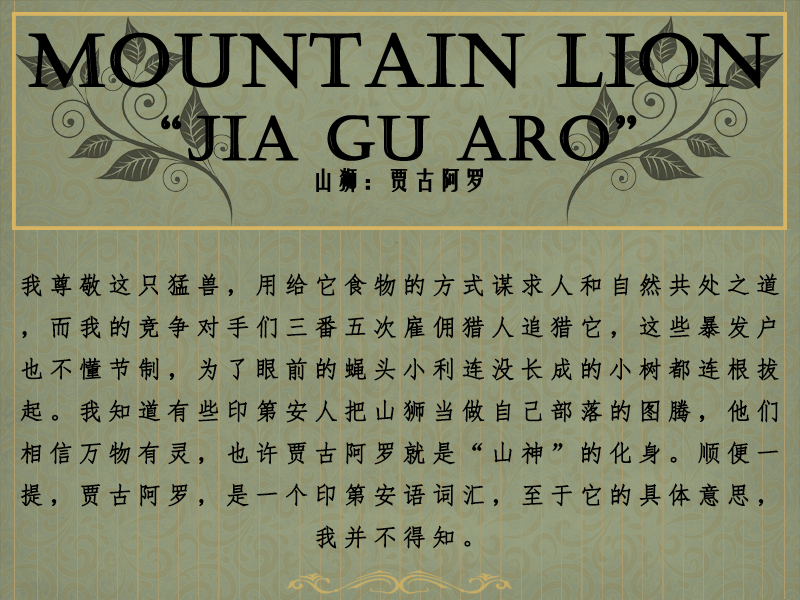 MOUNTAIN LION
“JIA GU ARO”
山狮：贾古阿罗
我尊敬这只猛兽，用给它食物的方式谋求人和自然共处之道
，而我的竞争对手们三番五次雇佣猎人追猎它，这些暴发户
也不懂节制，为了眼前的蝇头小利连没长成的小树都连根拔
起。我知道有些印第安人把山狮当做自己部落的图腾，他们
相信万物有灵，也许贾古阿罗就是“山神”的化身。顺便一
提，贾古阿罗，是一个印第安语词汇，至于它的具体意思，
我并不得知。